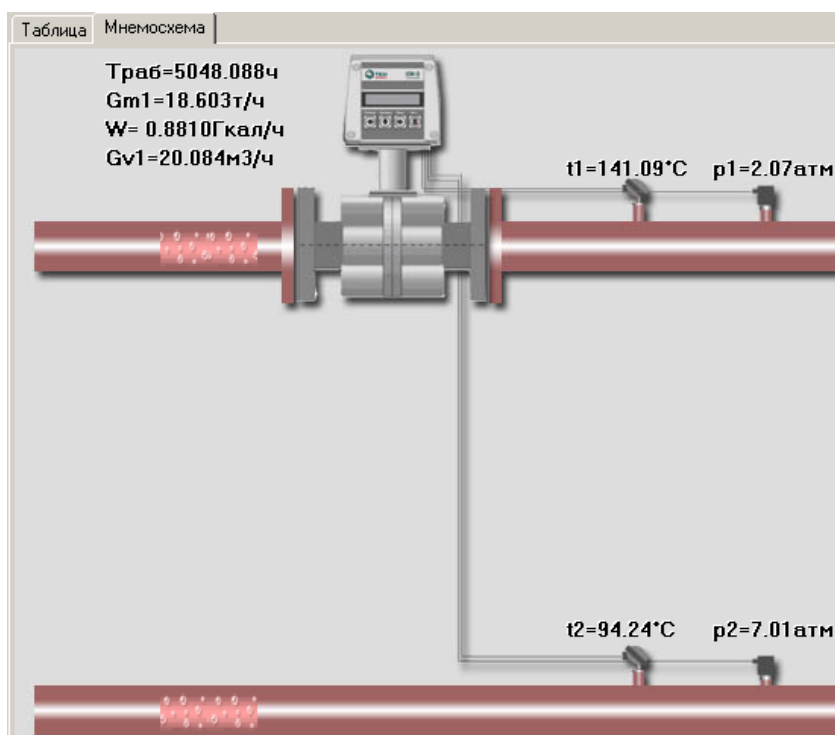 Таблица
Мнемосхема
Tраб=5048.088ч
Gm1=18.603т/ч
W= 0.8810Гкал/ч
Gv1=20.084м3/ч
t1=141.09°C p1=2.07атм
t2=94.24°C p2=7.01атм